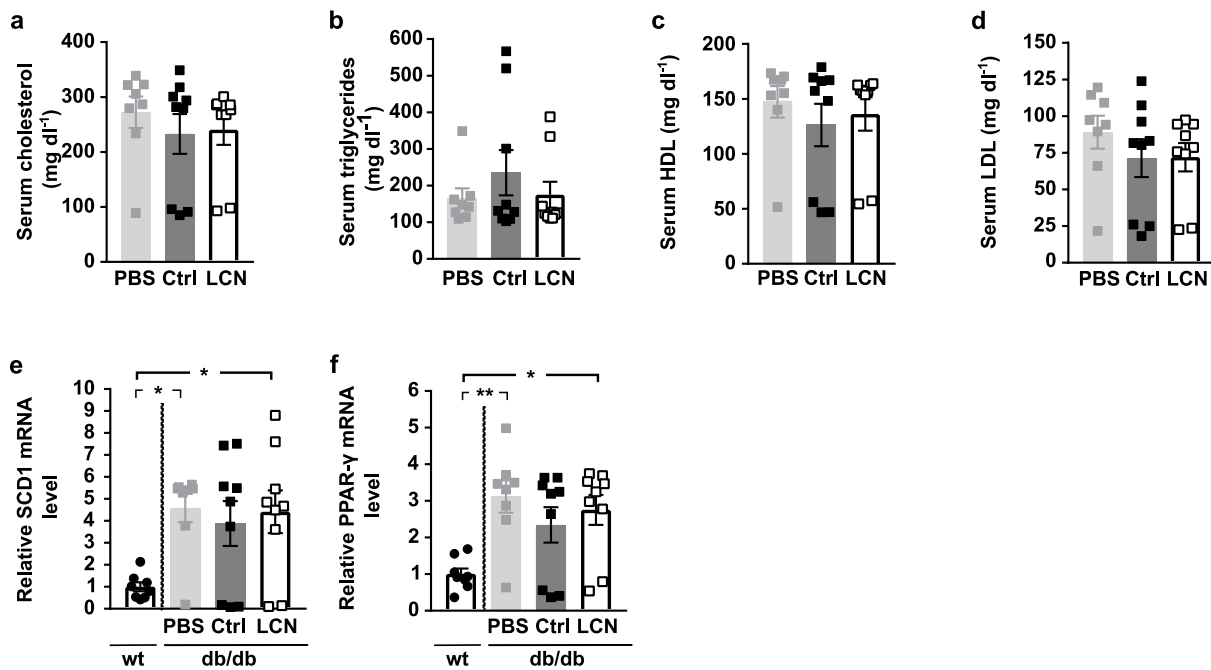 a
Serum cholesterol
(mg dl-1)
400
300
200
100
0
PBS Ctrl LCN
b
Serum triglycerides
(mg dl-1)
600
500
400
300
200
100
0
PBS Ctrl LCN
c
Serum HDL (mg dl-1)
200
150
100
50
0
PBS Ctrl LCN
d
Serum LDL (mg dl-1)
150
125
100
75
50
25
0
PBS Ctrl LCN
e
Relative SCD1 mRNA
level
10
9
8
7
6
5
4
3
2
1
0
*
*
PBS Ctrl LCN
wt db/db
f
Relative PPAR-γ mRNA
level
6
5
4
3
2
1
0
*
**
PBS Ctrl LCN
wt db/db